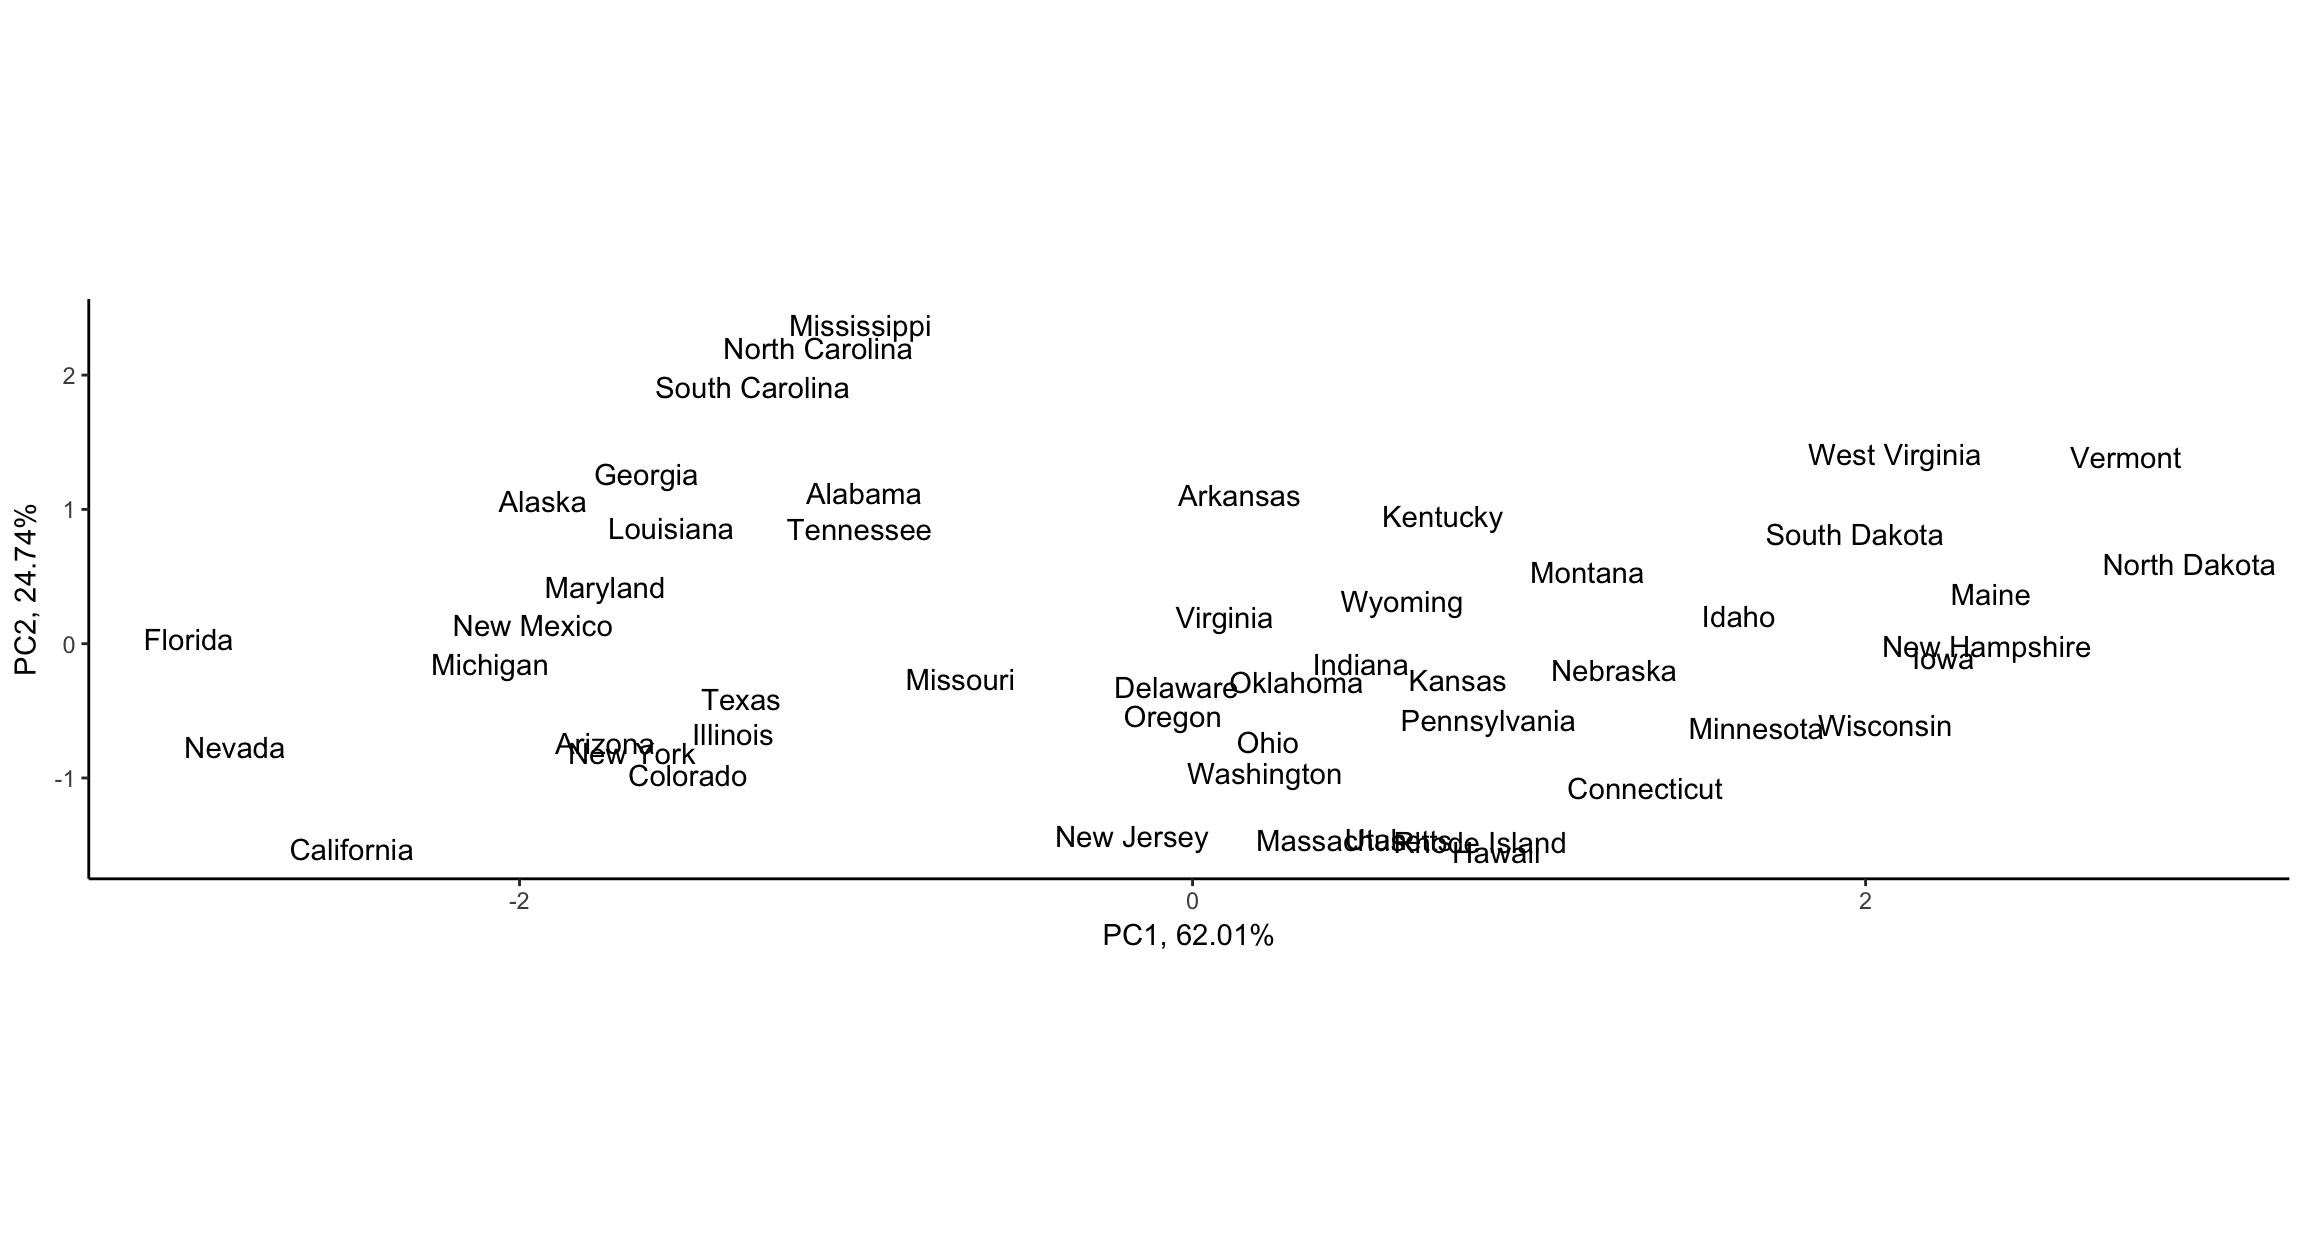 Mississippi
North Carolina
2
South Carolina
West Virginia
Vermont
Georgia
Alabama
Arkansas
Alaska
1
Kentucky
Louisiana
Tennessee
South Dakota
North Dakota
Montana
PC2, 24.74%
Maryland
Maine
Wyoming
Idaho
Virginia
New Mexico
Florida
0
New Hampshire
Iowa
Michigan
Indiana
Nebraska
Missouri
Kansas
Oklahoma
Delaware
Texas
Oregon
Pennsylvania
Wisconsin
Minnesota
Illinois
Ohio
Arizona
Nevada
New York
Washington
Colorado
-1
Connecticut
New Jersey
Massachusetts
Utah
Rhode Island
California
Hawaii
-2
0
2
PC1, 62.01%